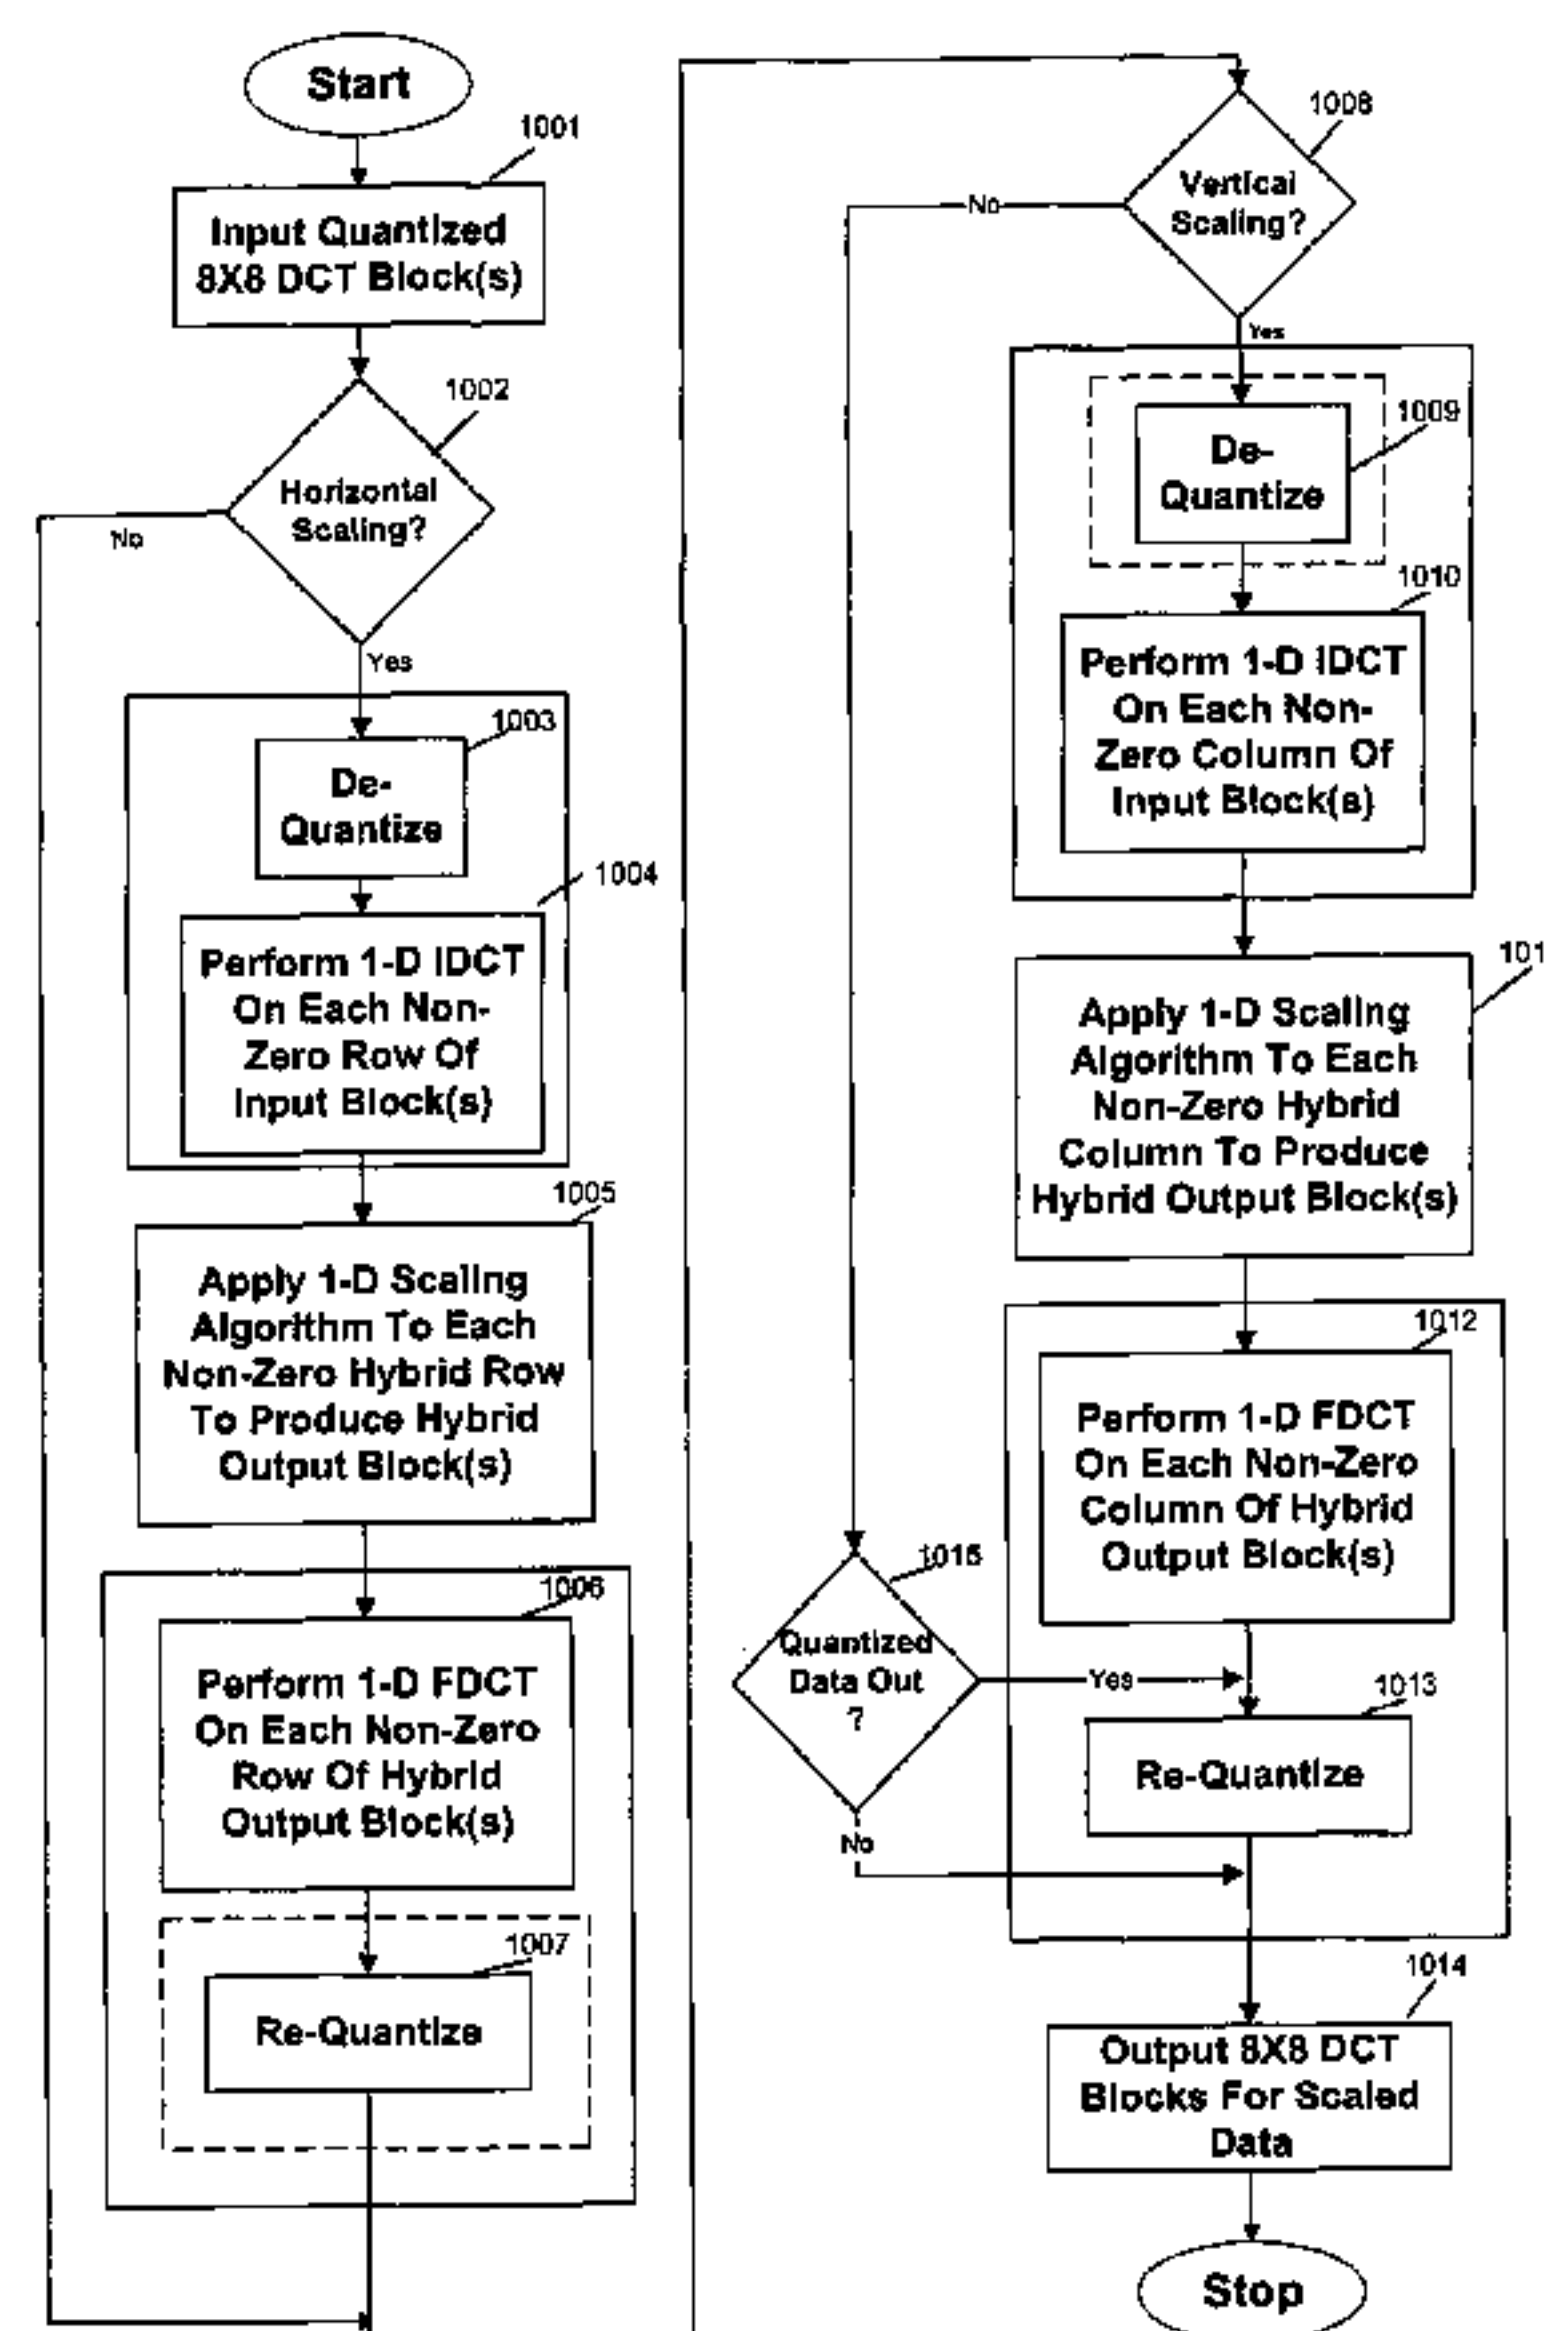 Start
1001
Input Quantized
8X8 DCT Block(s)
1002
Horizontal
Scaling?
No
Yes
1003
De-
Quantize
1004
Perform 1-D IDCT
On Each Non-
Zero Row Of
Input Block(s)
1005
Apply 1-D Scaling
Algorithm To Each
Non-Zero Hybrid Row
To Produce Hybrid
Output Block(s)
1006
Perform 1-D FDCT
On Each Non-Zero
Row Of Hybrid
Output Block(s)
1007
Re-Quantize
1008
Vertical
Scaling?
No
Yes
1009
De-
Quantize
1010
Perform 1-D IDCT
On Each Non-
Zero Column Of
Input Block(s)
101
Apply 1-D Scaling
Algorithm To Each
Non-Zero Hybrid
Column To Produce
Hybrid Output Block(s)
1012
Perform 1-D FDCT
On Each Non-Zero
Column Of Hybrid
Output Block(s)
1015
Quantized
Data Out
?
Yes
No
1013
Re-Quantize
1014
Output 8X8 DCT
Blocks For Scaled
Data
Stop